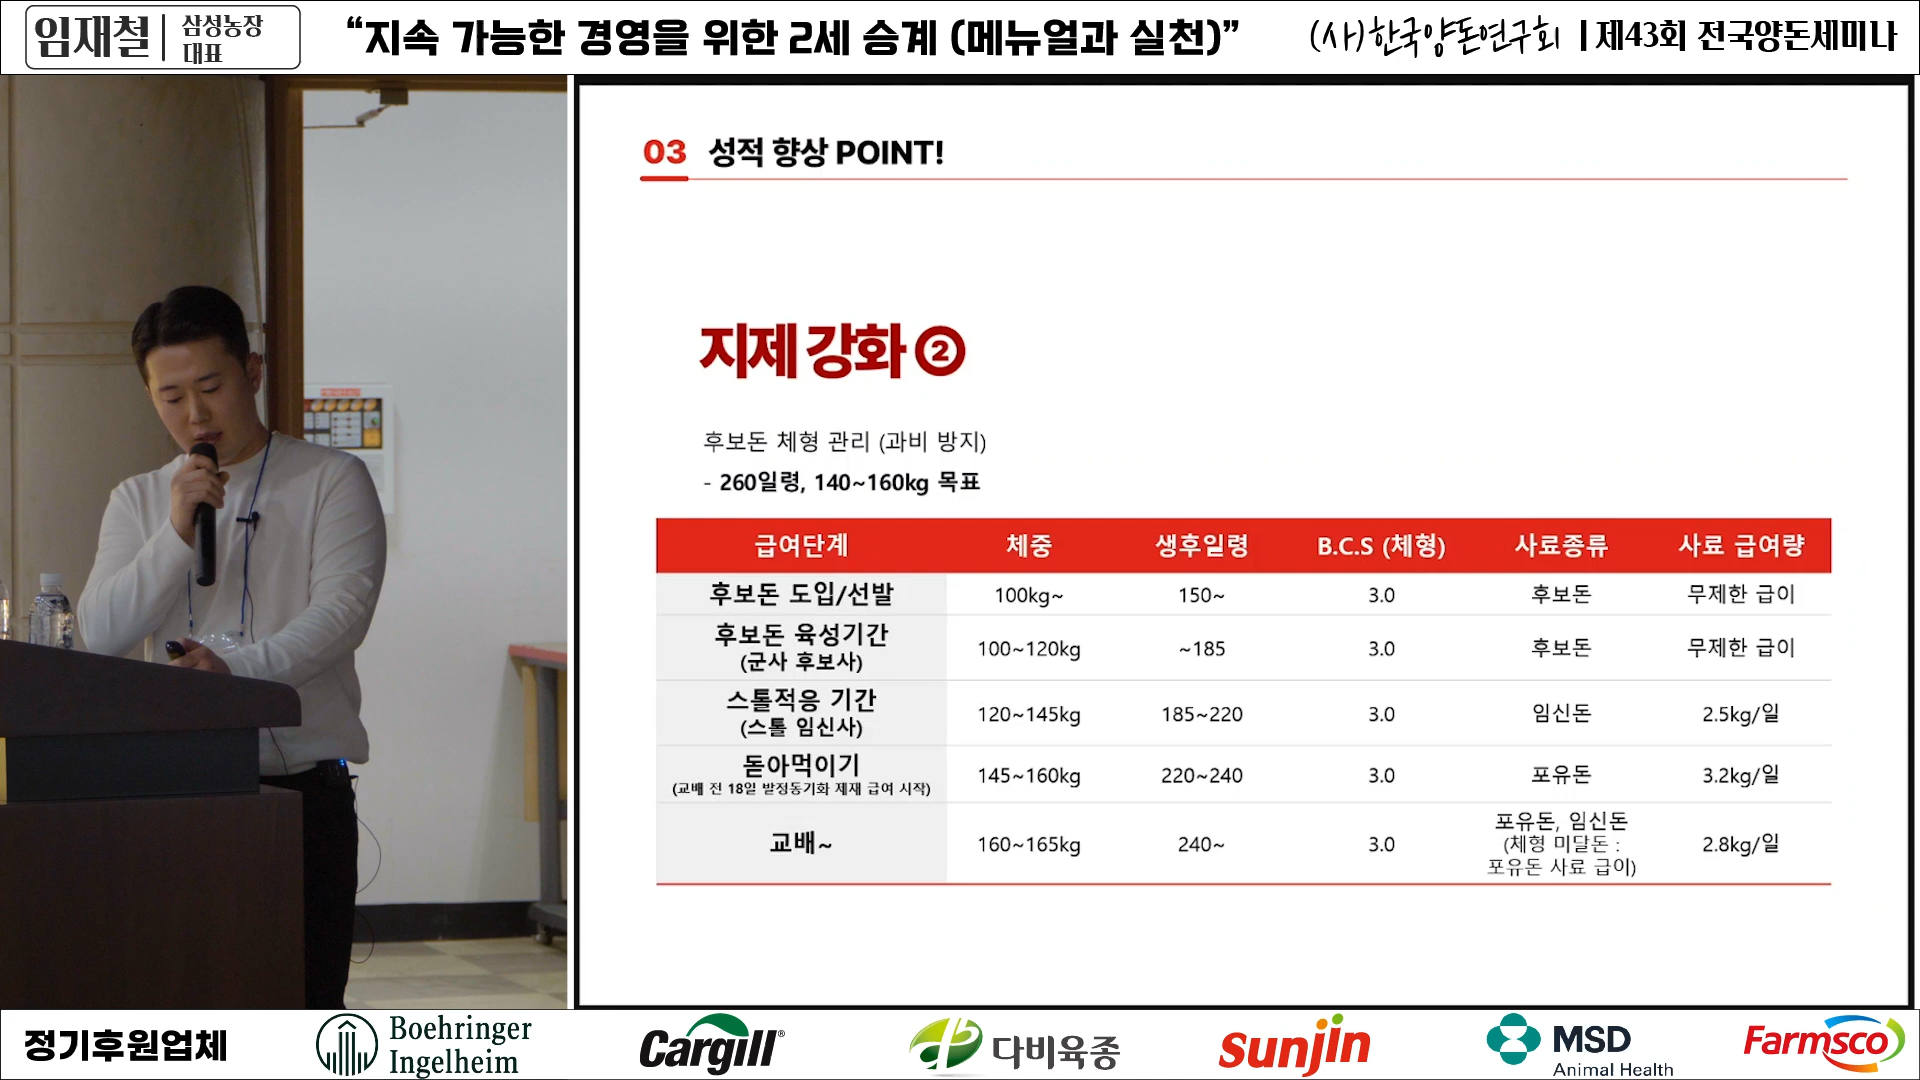 임재철
삼성농장
대표
“지속 가능한 경영을 위한 2세 승계 (메뉴얼과 실천)”
(사)한국양돈연구회 | 제43회 전국양돈세미나
03 성적 향상 POINT!
지제 강화 ②
후보돈 체형 관리 (과비 방지)
- 260일령, 140~160kg 목표
급여단계 체중 생후일령 B.C.S (체형) 사료종류 사료 급여량
후보돈 도입/선발 100kg~ 150~ 3.0 후보돈 무제한 급이
후보돈 육성기간
(군사 후보사) 100~120kg ~185 3.0 후보돈 무제한 급이
스톨적응 기간
(스톨 임신사) 120~145kg 185~220 3.0 임신돈 2.5kg/일
돋아먹이기
(교배 전 18일 발정동기화 제재 급여 시작) 145~160kg 220~240 3.0 포유돈 3.2kg/일
교배~ 160~165kg 240~ 3.0 포유돈, 임신돈
(체형 미달돈 :
포유돈 사료 급이) 2.8kg/일
정기후원업체
Boehringer
Ingelheim
Cargill®
다비육종
Sunjin
MSD
Animal Health
Farmsco